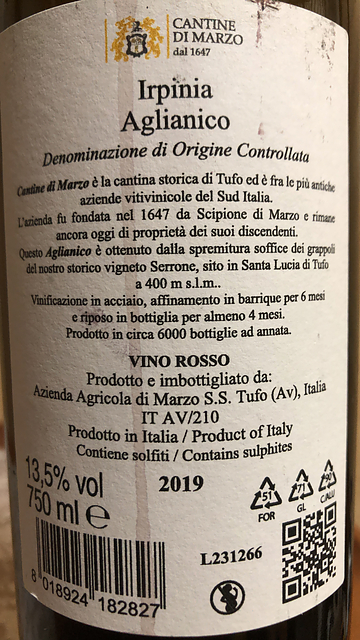 CANTINE
DI MARZO
dal 1647
Irpinia
Aglianico
Denominazione di Origine Controllata
Cantine di Marzo è la cantina storica di Tufo ed è fra le più antiche
aziende vitivinicole del Sud Italia.
L'azienda fu fondata nel 1647 da Scipione di Marzo e rimane
ancora oggi di proprietà dei suoi discendenti.
Questo Aglianico è ottenuto dalla spremitura soffice dei grappoli
del nostro storico vigneto Serrone, sito in Santa Lucia di Tufo
a 400 m s.l.m..
Vinificazione in acciaio, affinamento in barrique per 6 mesi
e riposo in bottiglia per almeno 4 mesi.
Prodotto in circa 6000 bottiglie ad annata.
VINO ROSSO
Prodotto e imbottigliato da:
Azienda Agricola di Marzo S.S. Tufo (Av), Italia
IT AV/210
Prodotto in Italia / Product of Italy
Contiene solfiti / Contains sulphites
13,5% vol
750 ml e
2019
51
FOR
71
GL
90
C/ALU
L231266
8 018924 182827